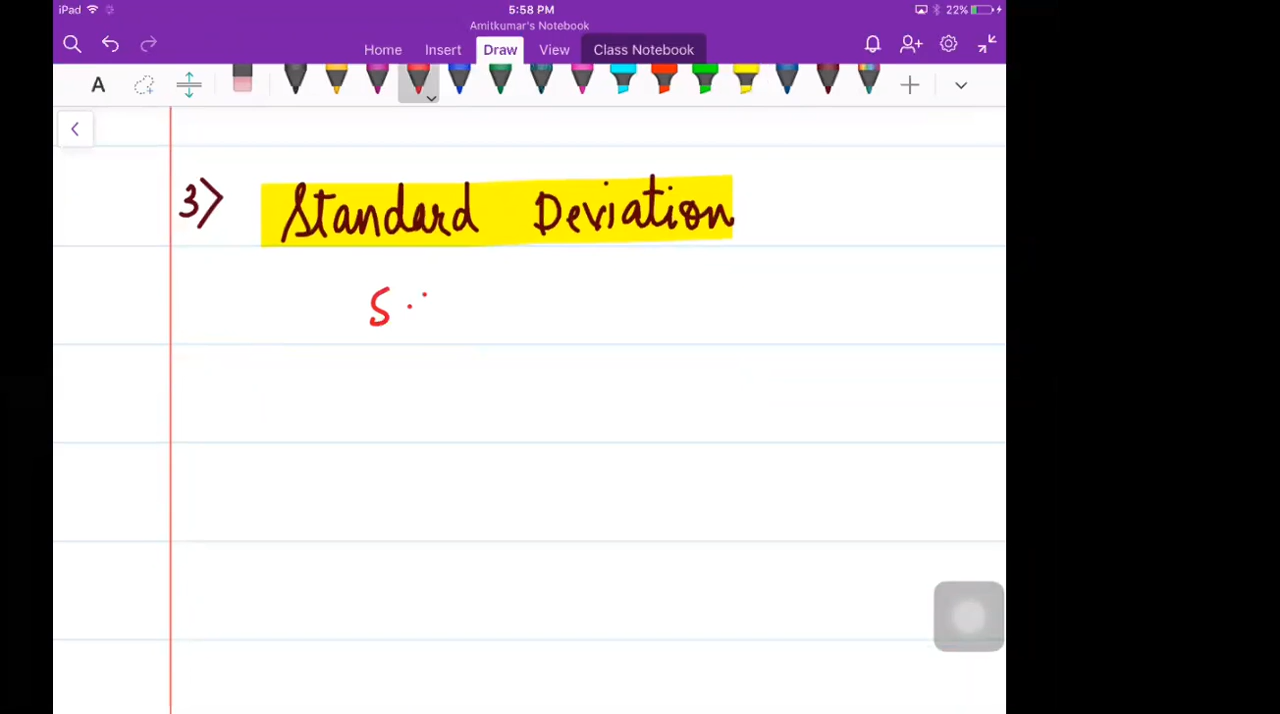 iPad 5:58 PM 22%
Amitkumar's Notebook
Home Insert Draw View Class Notebook
A
3) Standard Deviation
S .